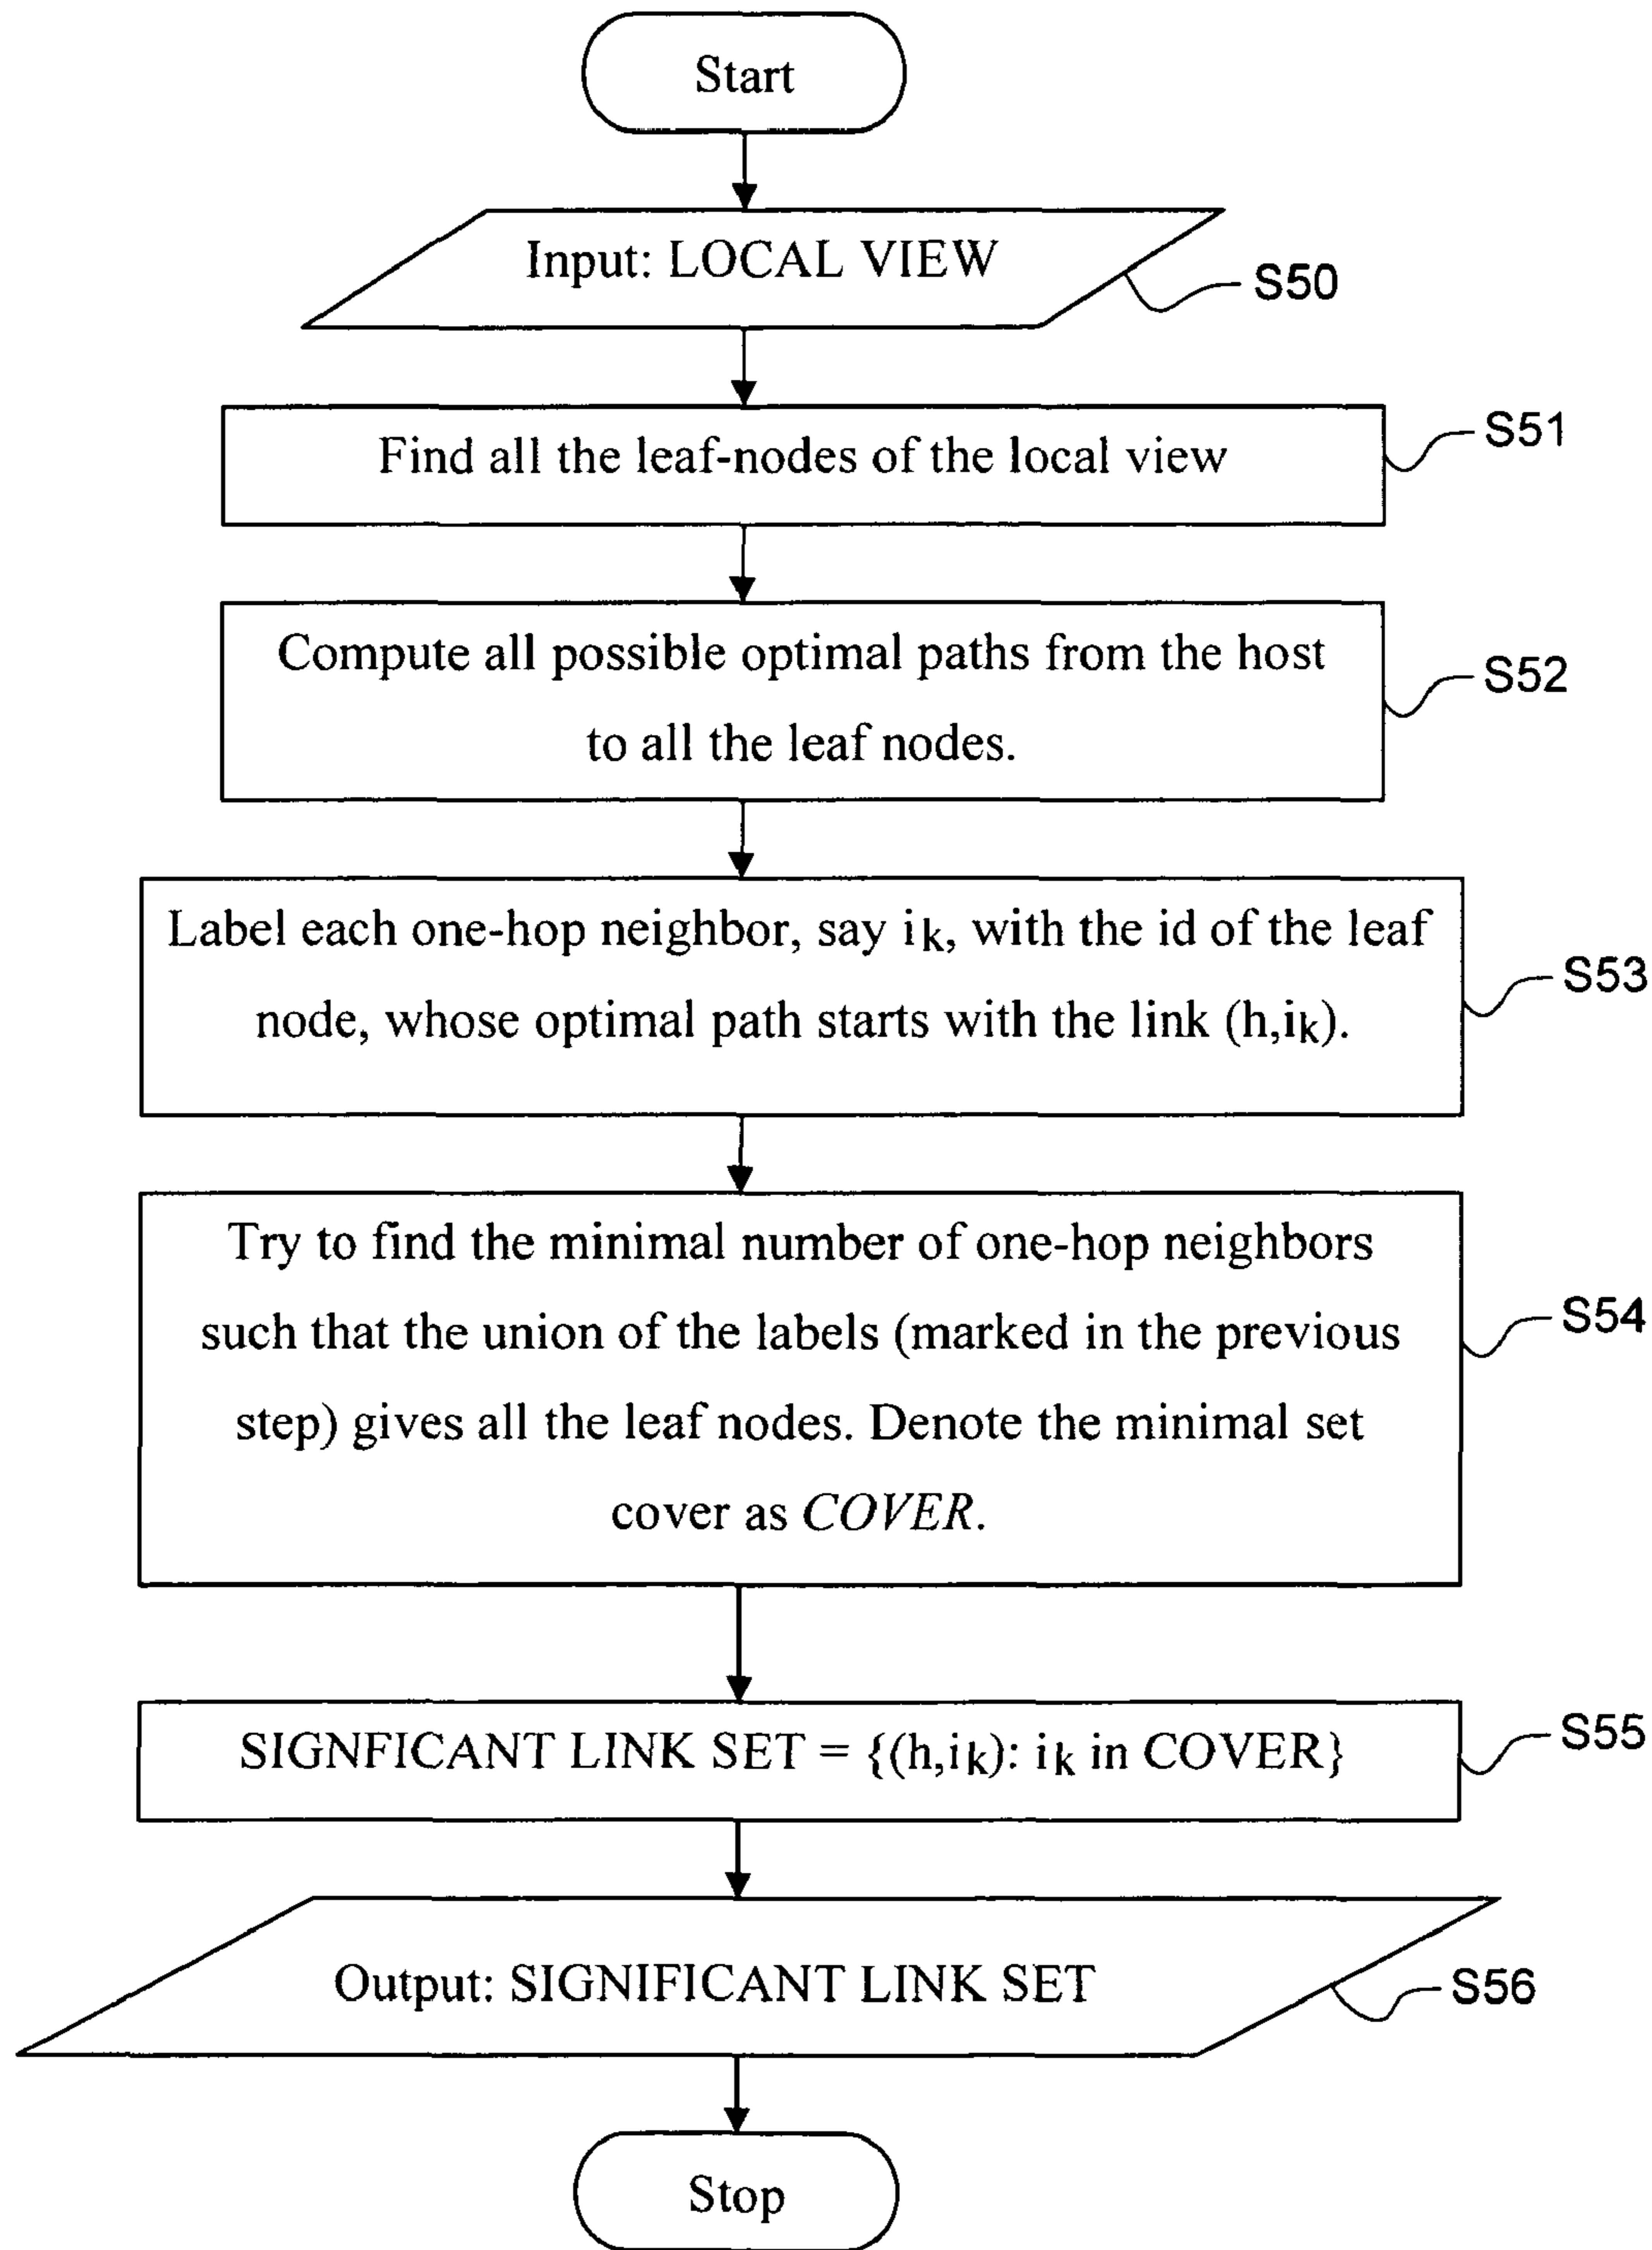 Start
Input: LOCAL VIEW
S50
Find all the leaf-nodes of the local view
S51
Compute all possible optimal paths from the host
to all the leaf nodes.
S52
Label each one-hop neighbor, say ik, with the id of the leaf
node, whose optimal path starts with the link (h,ik).
S53
Try to find the minimal number of one-hop neighbors
such that the union of the labels (marked in the previous
step) gives all the leaf nodes. Denote the minimal set
cover as COVER.
S54
SIGNFICANT LINK SET = {(h,ik): ik in COVER}
S55
Output: SIGNIFICANT LINK SET
S56
Stop